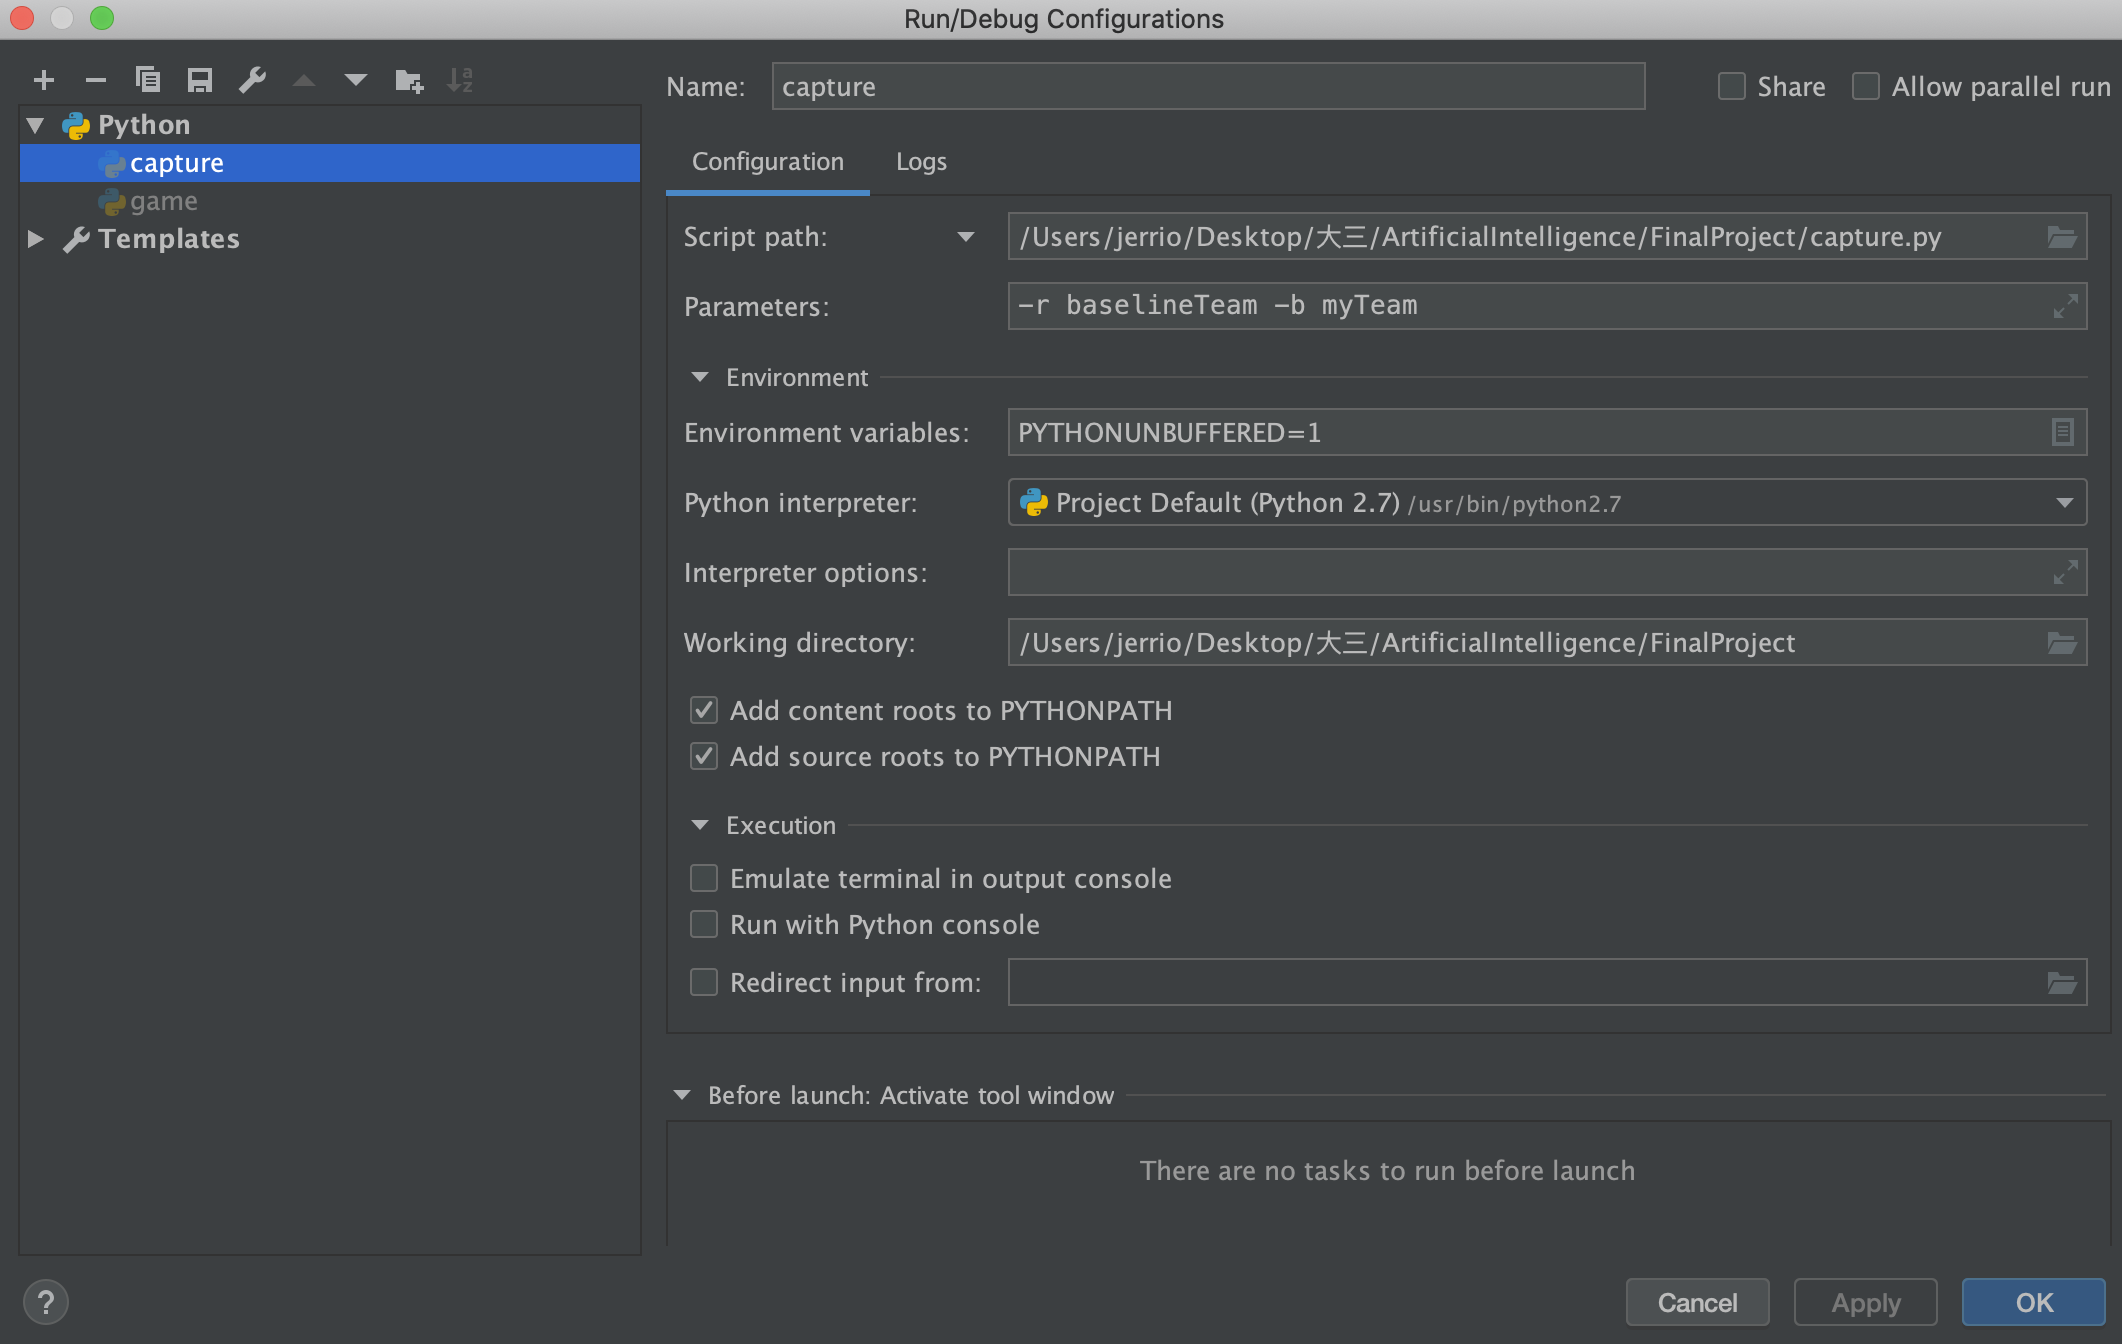 Run/Debug Configurations
Name: capture Share Allow parallel run
Python
capture
game
Templates
Configuration Logs
Script path: /Users/jerrio/Desktop/大三/ArtificialIntelligence/FinalProject/capture.py
Parameters: -r baselineTeam -b myTeam
Environment
Environment variables: PYTHONUNBUFFERED=1
Python interpreter: Project Default (Python 2.7) /usr/bin/python2.7
Interpreter options:
Working directory: /Users/jerrio/Desktop/大三/ArtificialIntelligence/FinalProject
Add content roots to PYTHONPATH
Add source roots to PYTHONPATH
Execution
Emulate terminal in output console
Run with Python console
Redirect input from:
Before launch: Activate tool window
There are no tasks to run before launch
? Cancel Apply OK